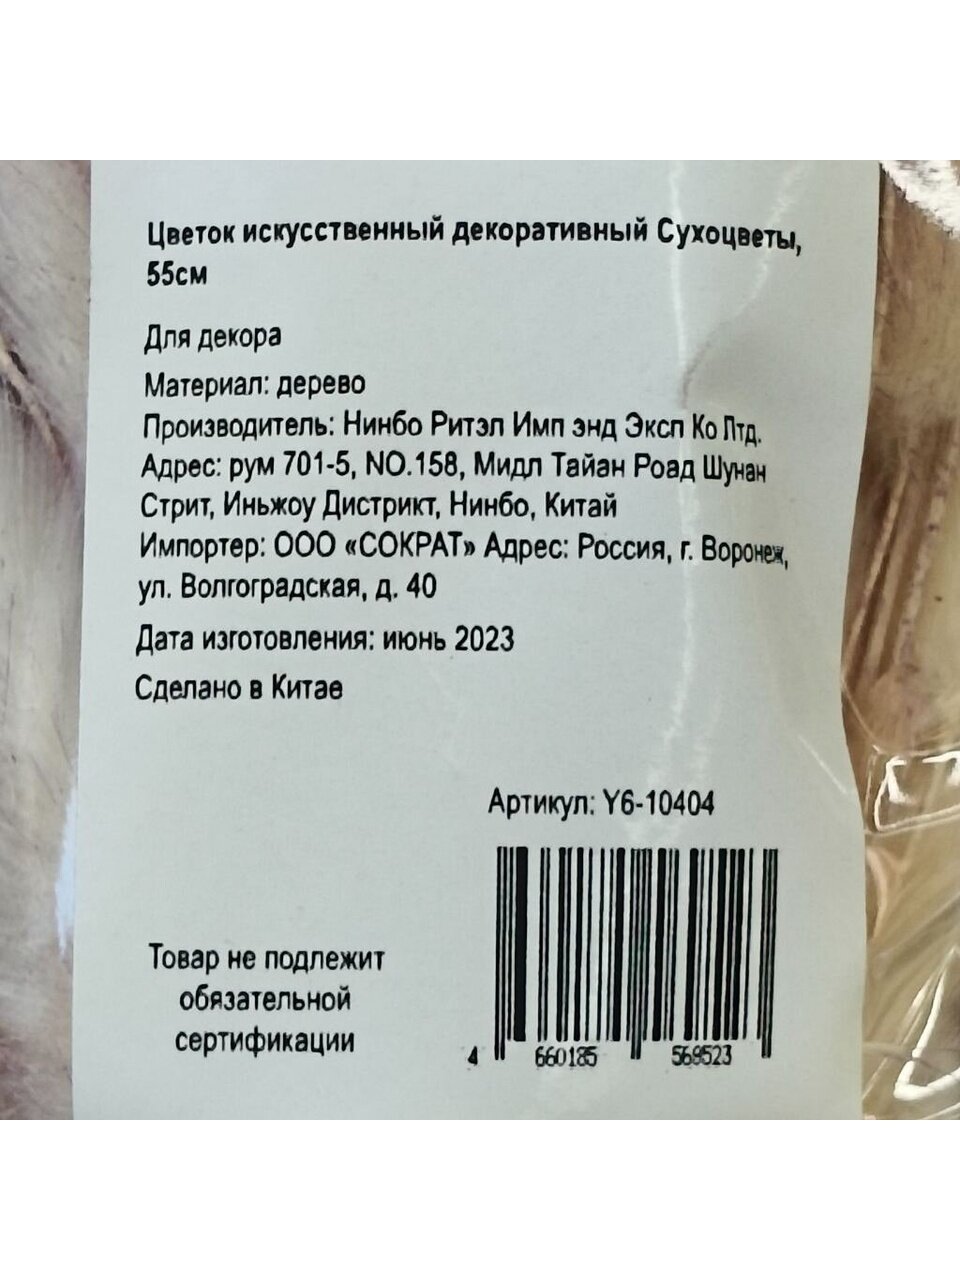 Цветок искусственный декоративный Сухоцветы,
55см
Для декора
Материал: дерево
Производитель: Нинбо Ритэл Имп энд Эксп Ко Лтд.
Адрес: рум 701-5, NO.158, Мидл Тайан Роад Шунан
Стрит, Иньжоу Дистрикт, Нинбо, Китай
Импортер: ООО «СОКРАТ» Адрес: Россия, г. Воронеж,
ул. Волгоградская, д. 40
Дата изготовления: июнь 2023
Сделано в Китае
Артикул: Y6-10404
Товар не подлежит
обязательной
сертификации
4 660185 569523